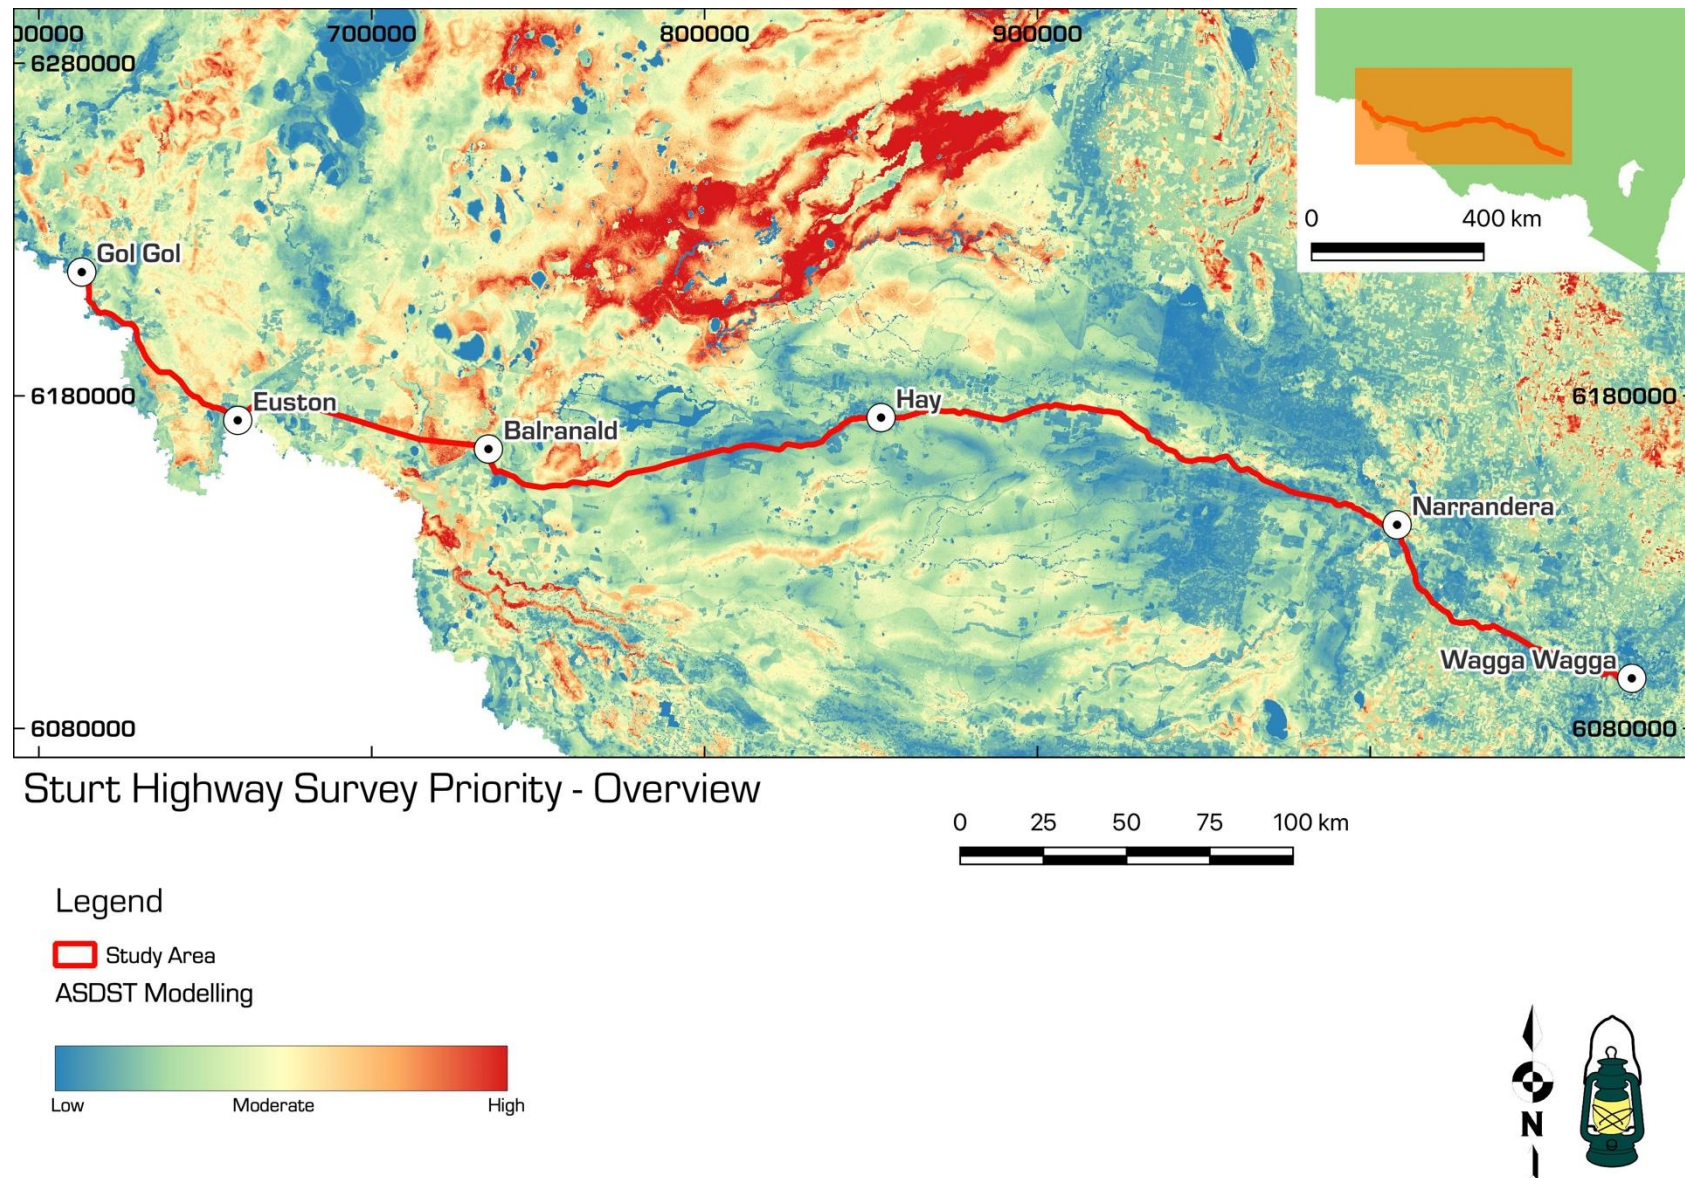 00000 700000 800000 900000
6280000
0 400 km
Gol Gol
6180000 6180000
Euston
Hay
Balranald
Narrandera
Wagga Wagga
6080000 6080000
Sturt Highway Survey Priority - Overview
0 25 50 75 100 km
Legend
Study Area
ASDST Modelling
Low Moderate High
N